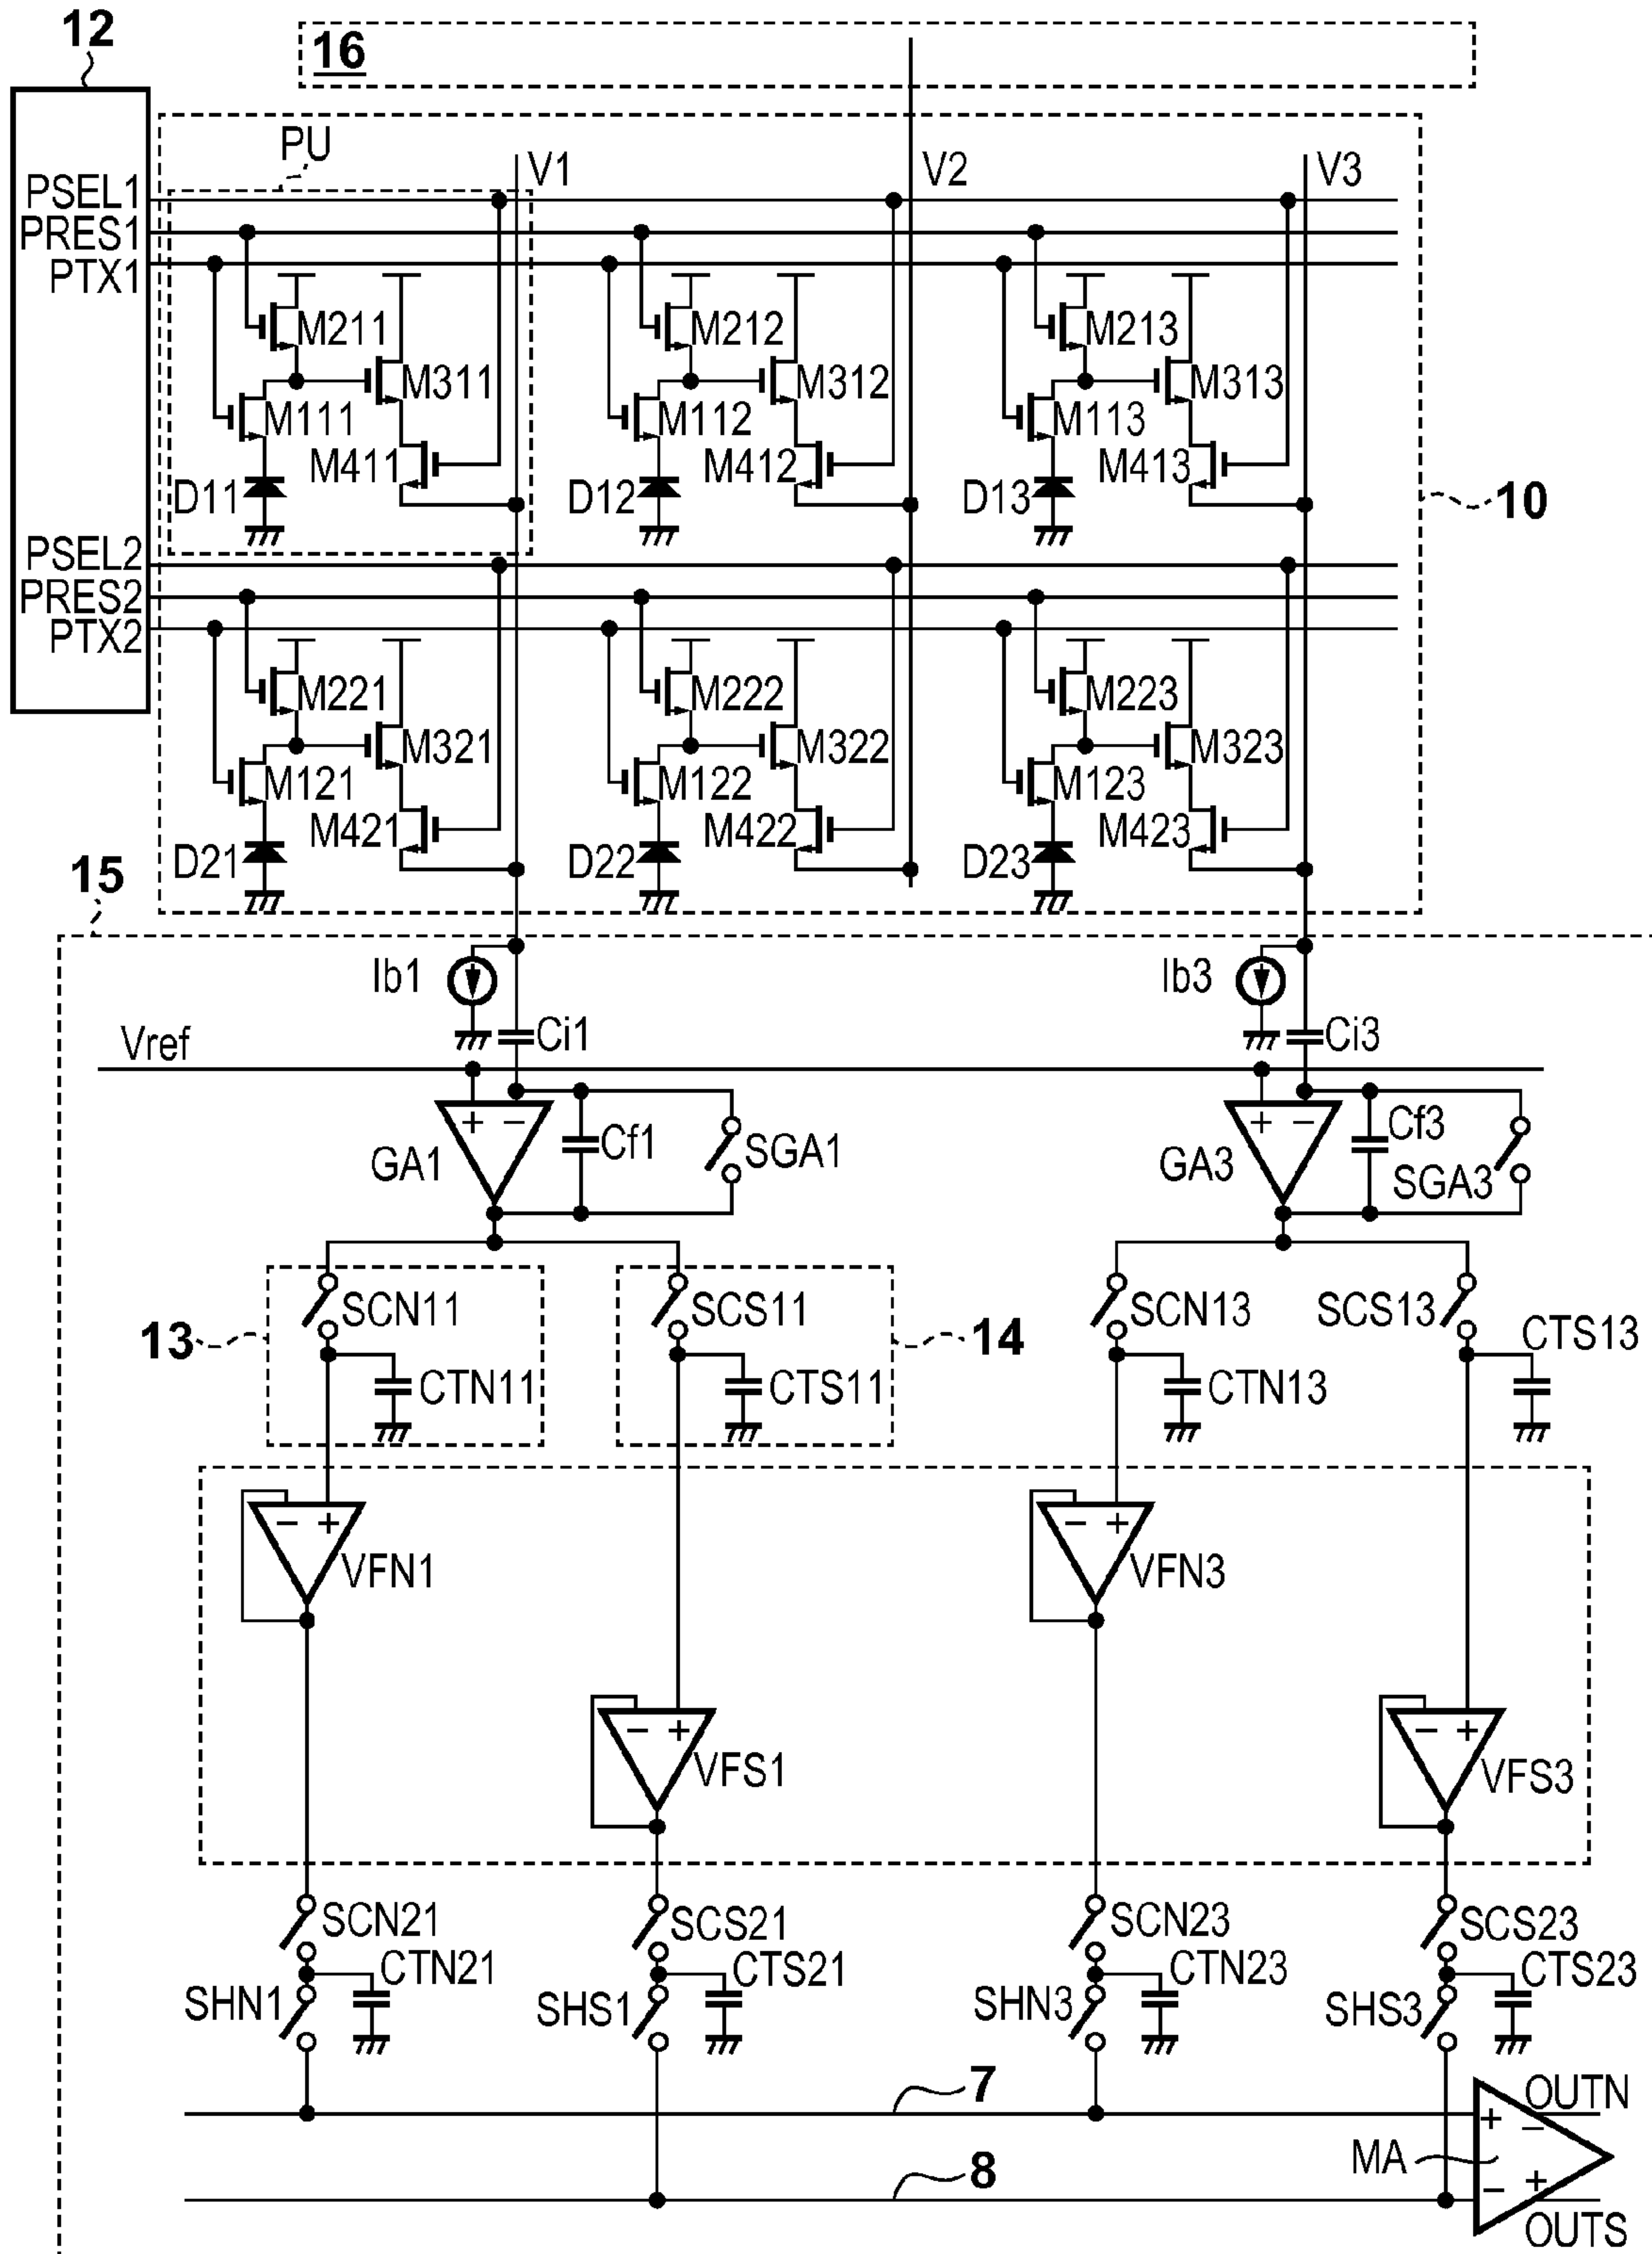 12
16
PU
V1
V2
V3
PSEL1
PRES1
PTX1
M211
M212
M213
M311
M312
M313
M111
M112
M113
M411
M412
M413
D11
D12
D13
10
PSEL2
PRES2
PTX2
M221
M222
M223
M321
M322
M323
M121
M122
M123
M421
M422
M423
D21
D22
D23
15
Ib1
Ib3
Vref
Ci1
Ci3
+ −
+ −
Cf1
Cf3
GA1
SGA1
GA3
SGA3
SCN11
SCS11
SCN13
SCS13
13
14
CTS13
CTN11
CTS11
CTN13
− +
− +
VFN1
VFN3
− +
− +
VFS1
VFS3
SCN21
SCS21
SCN23
SCS23
CTN21
CTS21
CTN23
CTS23
SHN1
SHS1
SHN3
SHS3
7
OUTN
+ −
MA
8
− +
OUTS